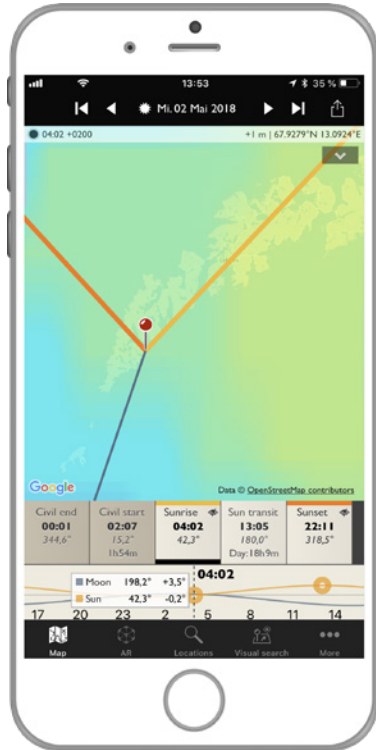 13:53
35 %
Mi. 02 Mai 2018
04:02 +0200
+1 m | 67.9279°N 13.0924°E
Google
Data © OpenStreetMap contributors
Civil end
00:01
344,6°
Civil start
02:07
15,2°
1h54m
Sunrise
04:02
42,3°
Sun transit
13:05
180,0°
Day: 18h9m
Sunset
22:11
318,5°
04:02
Moon 198,2° +3,5°
Sun 42,3° -0,2°
17 20 23 2 5 8 11 14
Map AR Locations Visual search More